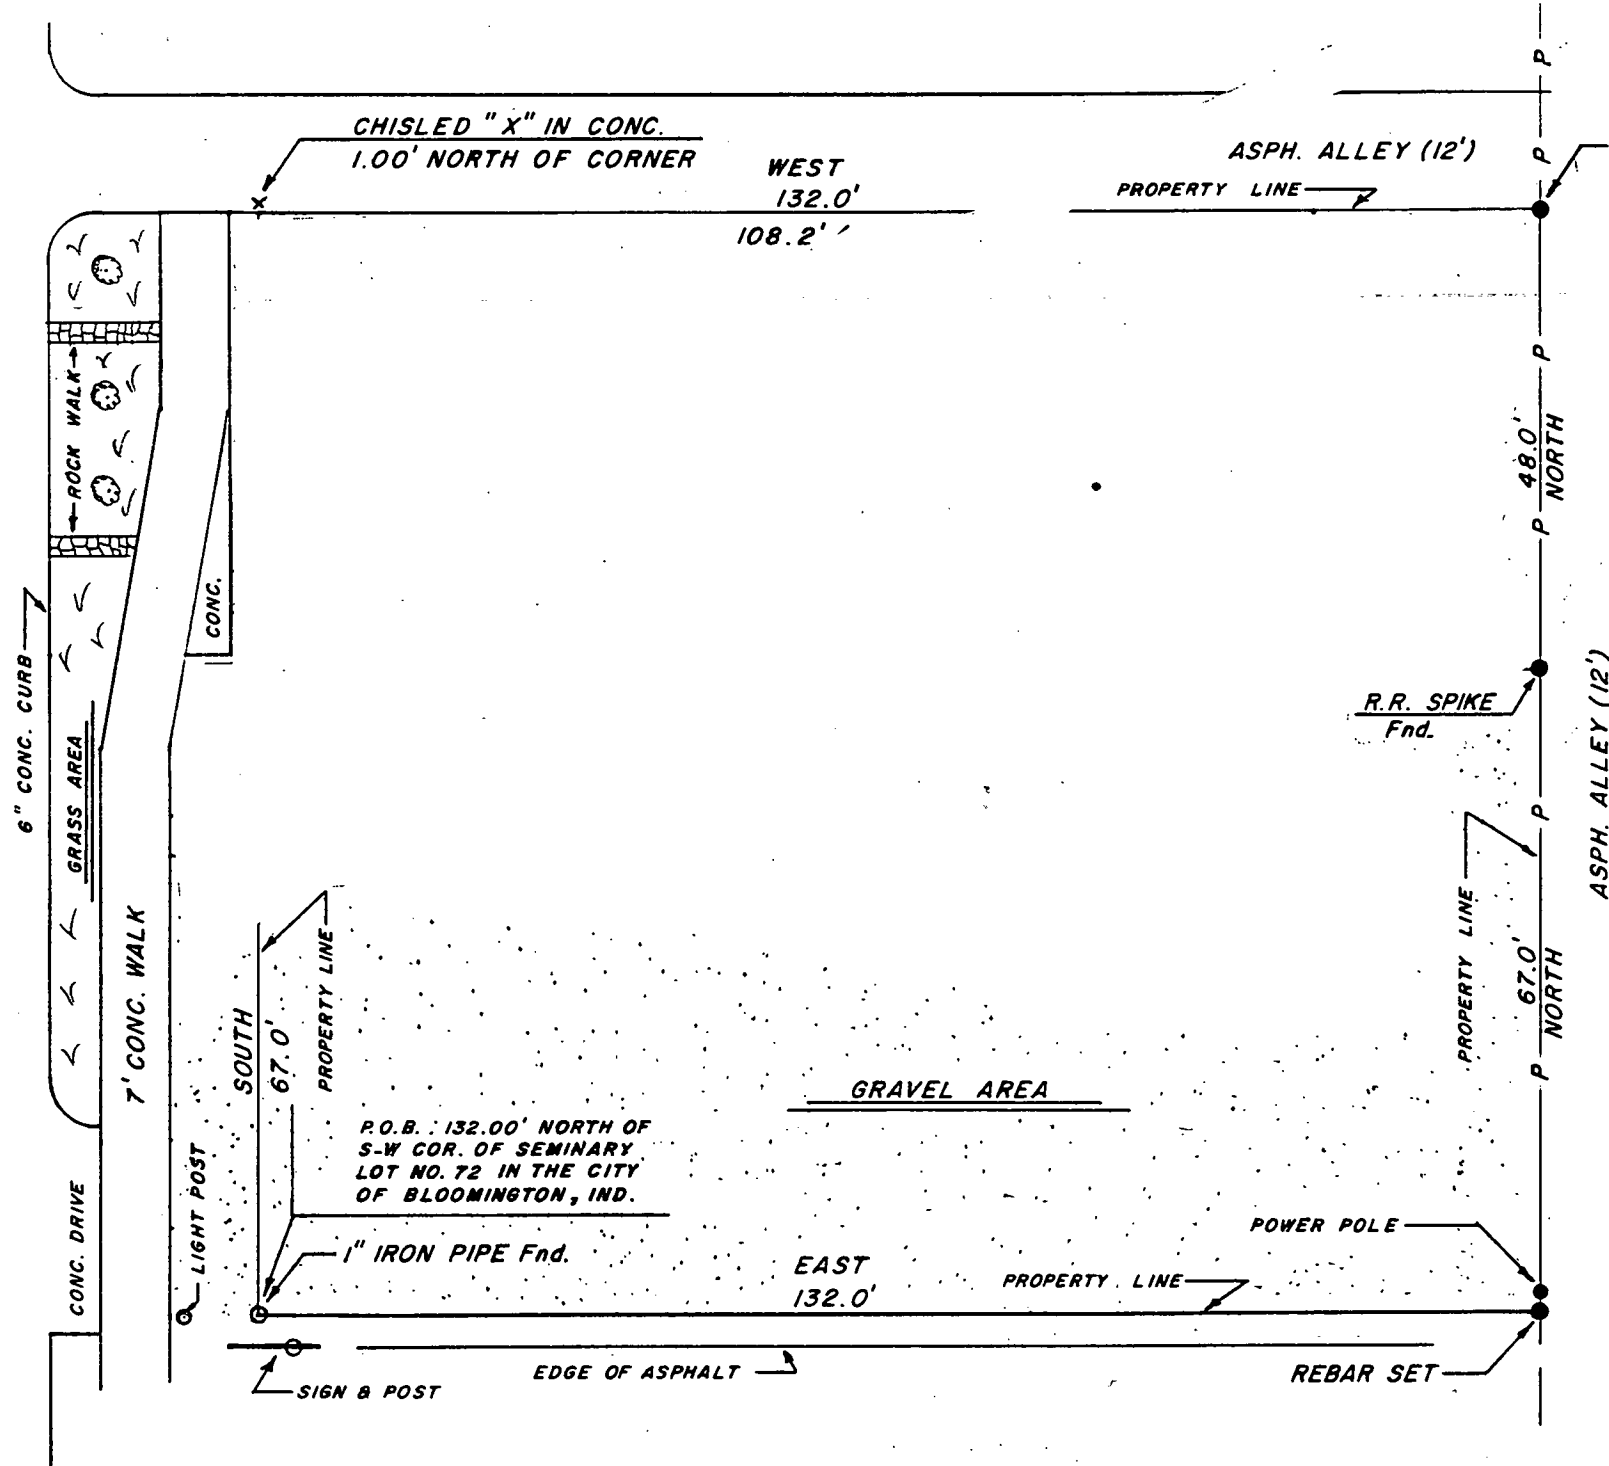 CHISLED "X" IN CONC.
1.00' NORTH OF CORNER
WEST
132.0'
108.2'
ASPH. ALLEY (12')
PROPERTY LINE
P
P
P
P
P
P
48.0'
NORTH
ROCK WALK
CONC.
6" CONC. CURB
GRASS AREA
R.R. SPIKE
Fnd.
ASPH. ALLEY (12')
PROPERTY LINE
67.0'
NORTH
7' CONC. WALK
SOUTH
67.0'
PROPERTY LINE
GRAVEL AREA
P.O.B. : 132.00' NORTH OF
S-W COR. OF SEMINARY
LOT NO. 72 IN THE CITY
OF BLOOMINGTON, IND.
CONC. DRIVE
LIGHT POST
1" IRON PIPE Fnd.
EAST
132.0'
PROPERTY LINE
POWER POLE
EDGE OF ASPHALT
SIGN & POST
REBAR SET